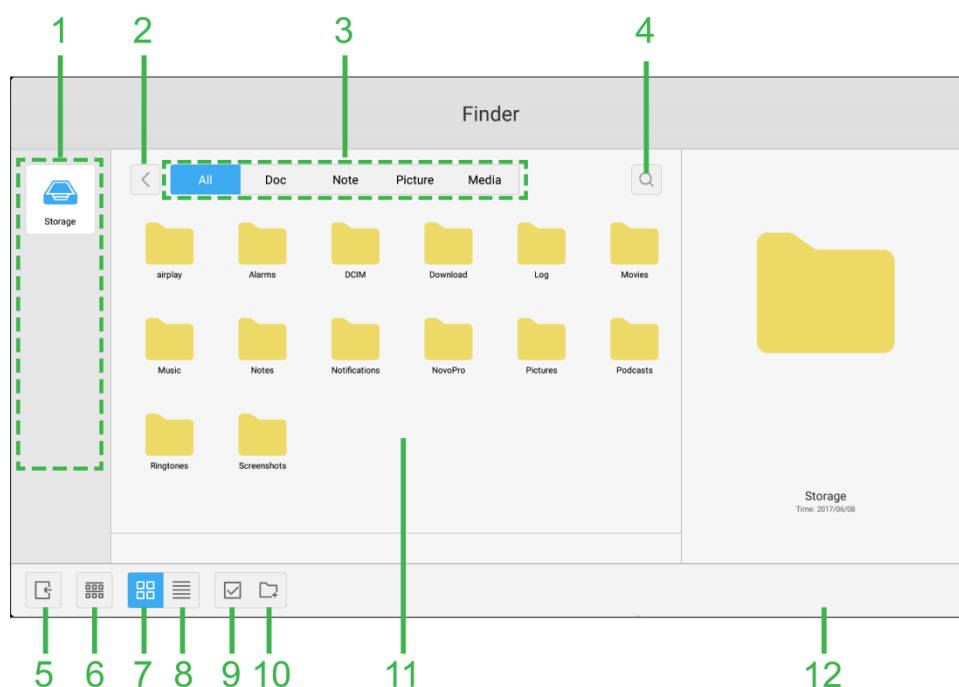 1 2 3 4
Finder
All Doc Note Picture Media
Storage
airplay Alarms DCIM Download Log Movies
Music Notes Notifications NovoPro Pictures Podcasts
Ringtones Screenshots
Storage
Time: 2017/06/08
5 6 7 8 9 10 11 12